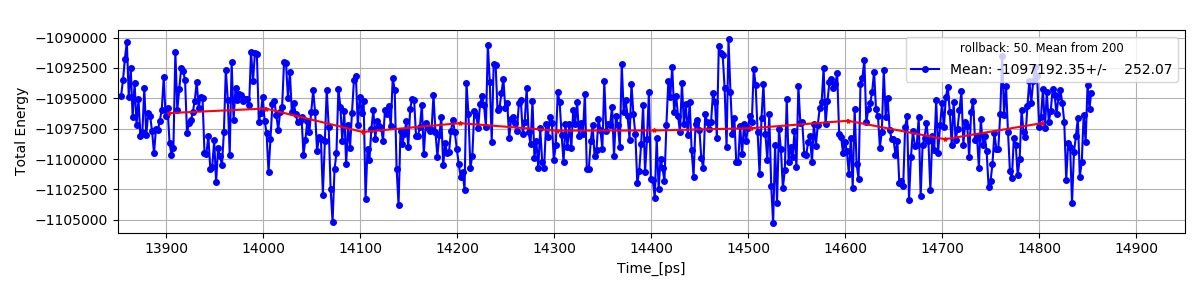 −1090000
−1092500
−1095000
−1097500
−1100000
−1102500
−1105000
Total Energy
rollback: 50. Mean from 200
Mean: -1097192.35+/- 252.07
13900 14000 14100 14200 14300 14400 14500 14600 14700 14800 14900
Time_[ps]